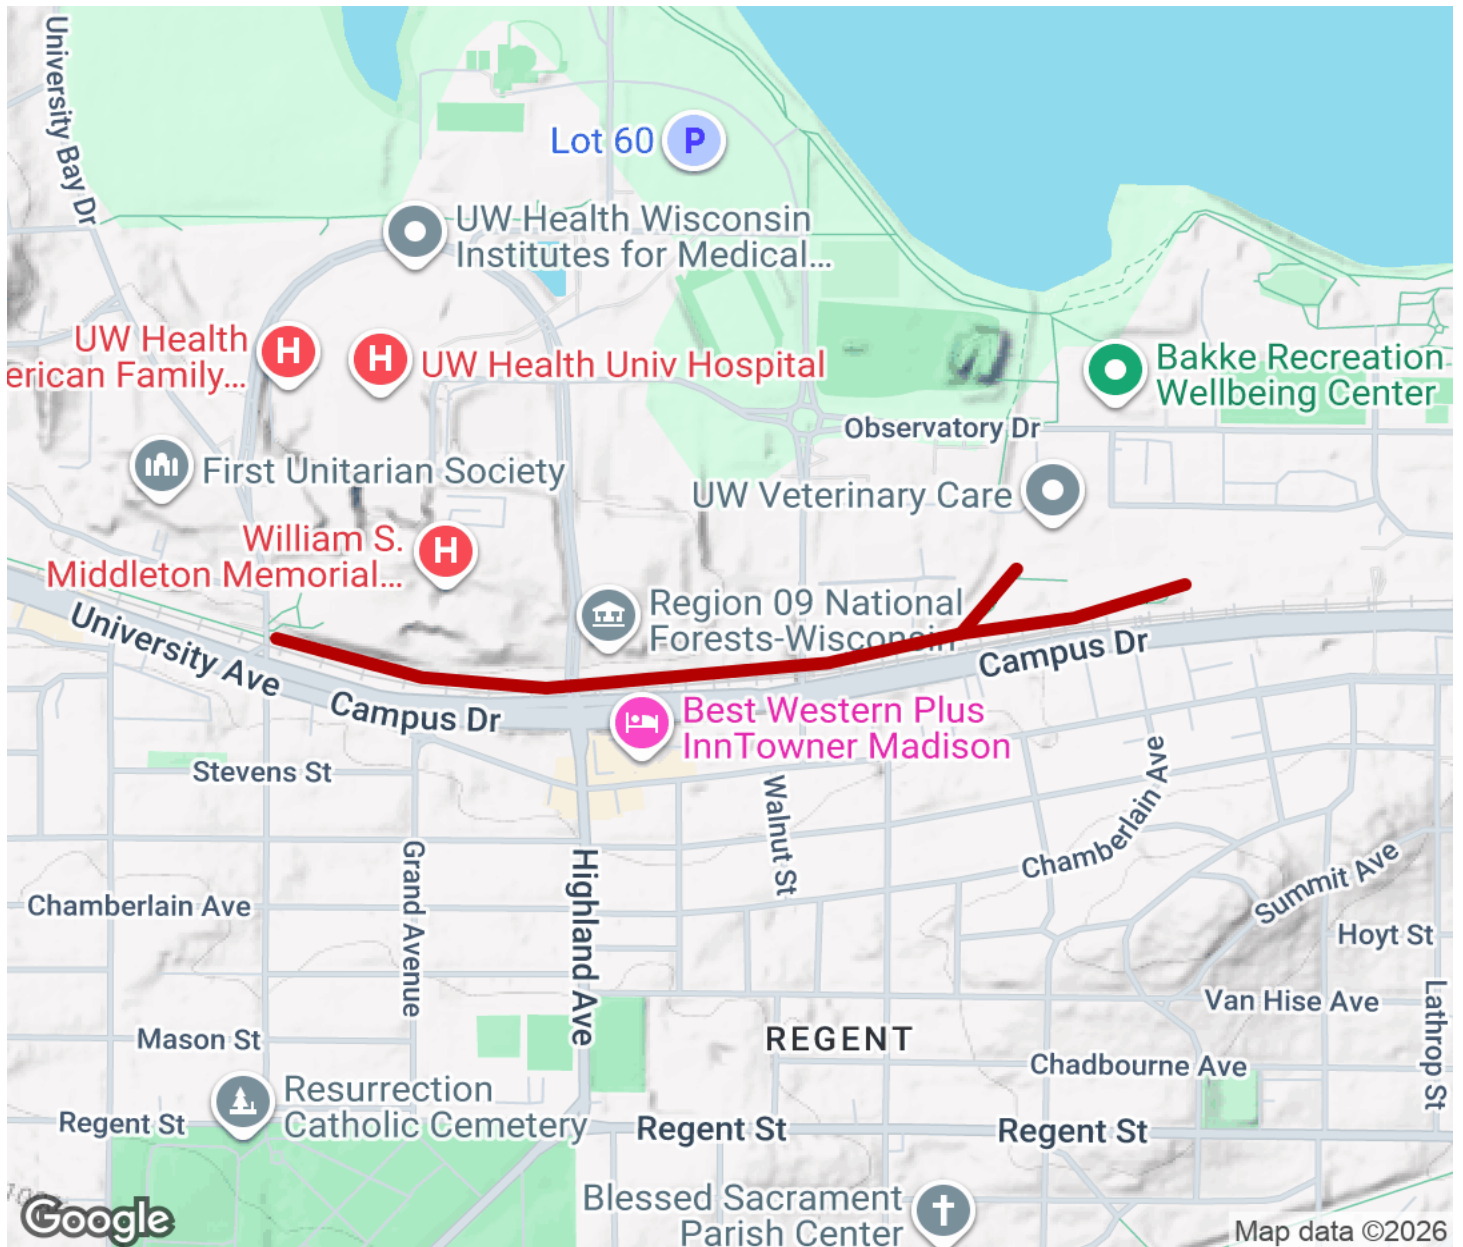 University Bay Dr
Lot 60
P
UW Health Wisconsin
Institutes for Medical...
UW Health
erican Family...
H
H
UW Health Univ Hospital
Bakke Recreation
Wellbeing Center
Observatory Dr
First Unitarian Society
UW Veterinary Care
William S.
Middleton Memorial...
H
Region 09 National
Forests-Wisconsin
University Ave
Campus Dr
Campus Dr
Best Western Plus
InnTowner Madison
Stevens St
Walnut St
Chamberlain Ave
Grand Avenue
Highland Ave
Chamberlain Ave
Summit Ave
Hoyt St
Van Hise Ave
Lathrop St
Mason St
REGENT
Chadbourne Ave
Resurrection
Catholic Cemetery
Regent St
Regent St
Regent St
Blessed Sacrament
Parish Center
Google
Map data ©2026